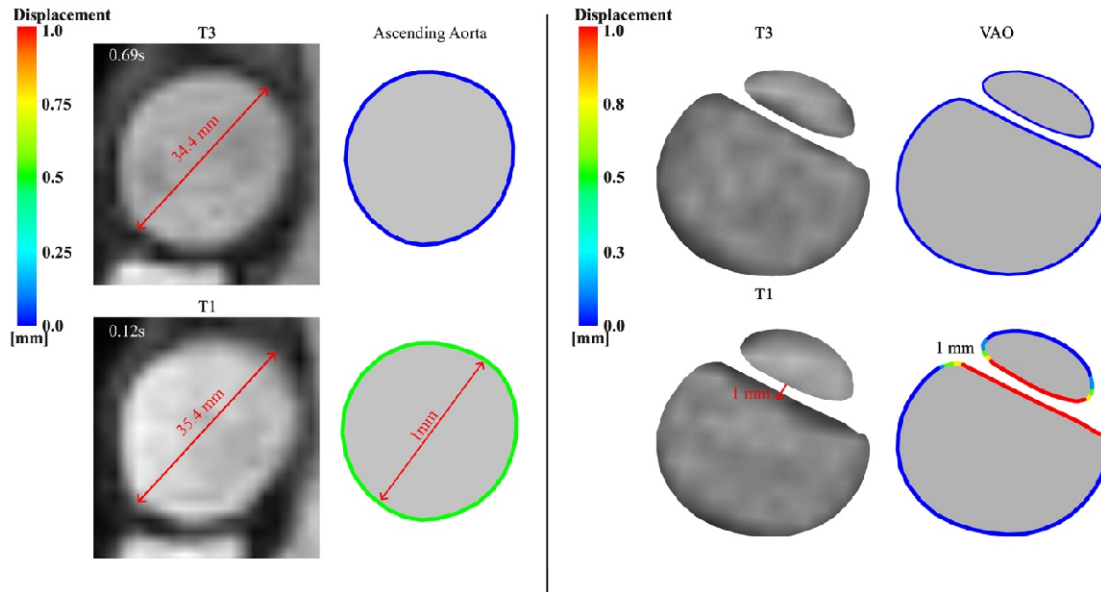 Displacement
1.0
0.75
0.50
0.25
0.0
[mm]
T3
0.69s
34.4 mm
Ascending Aorta
T1
0.12s
35.4 mm
1mm
Displacement
1.0
0.8
0.5
0.3
0.0
[mm]
T3
VAO
T1
1 mm
1 mm